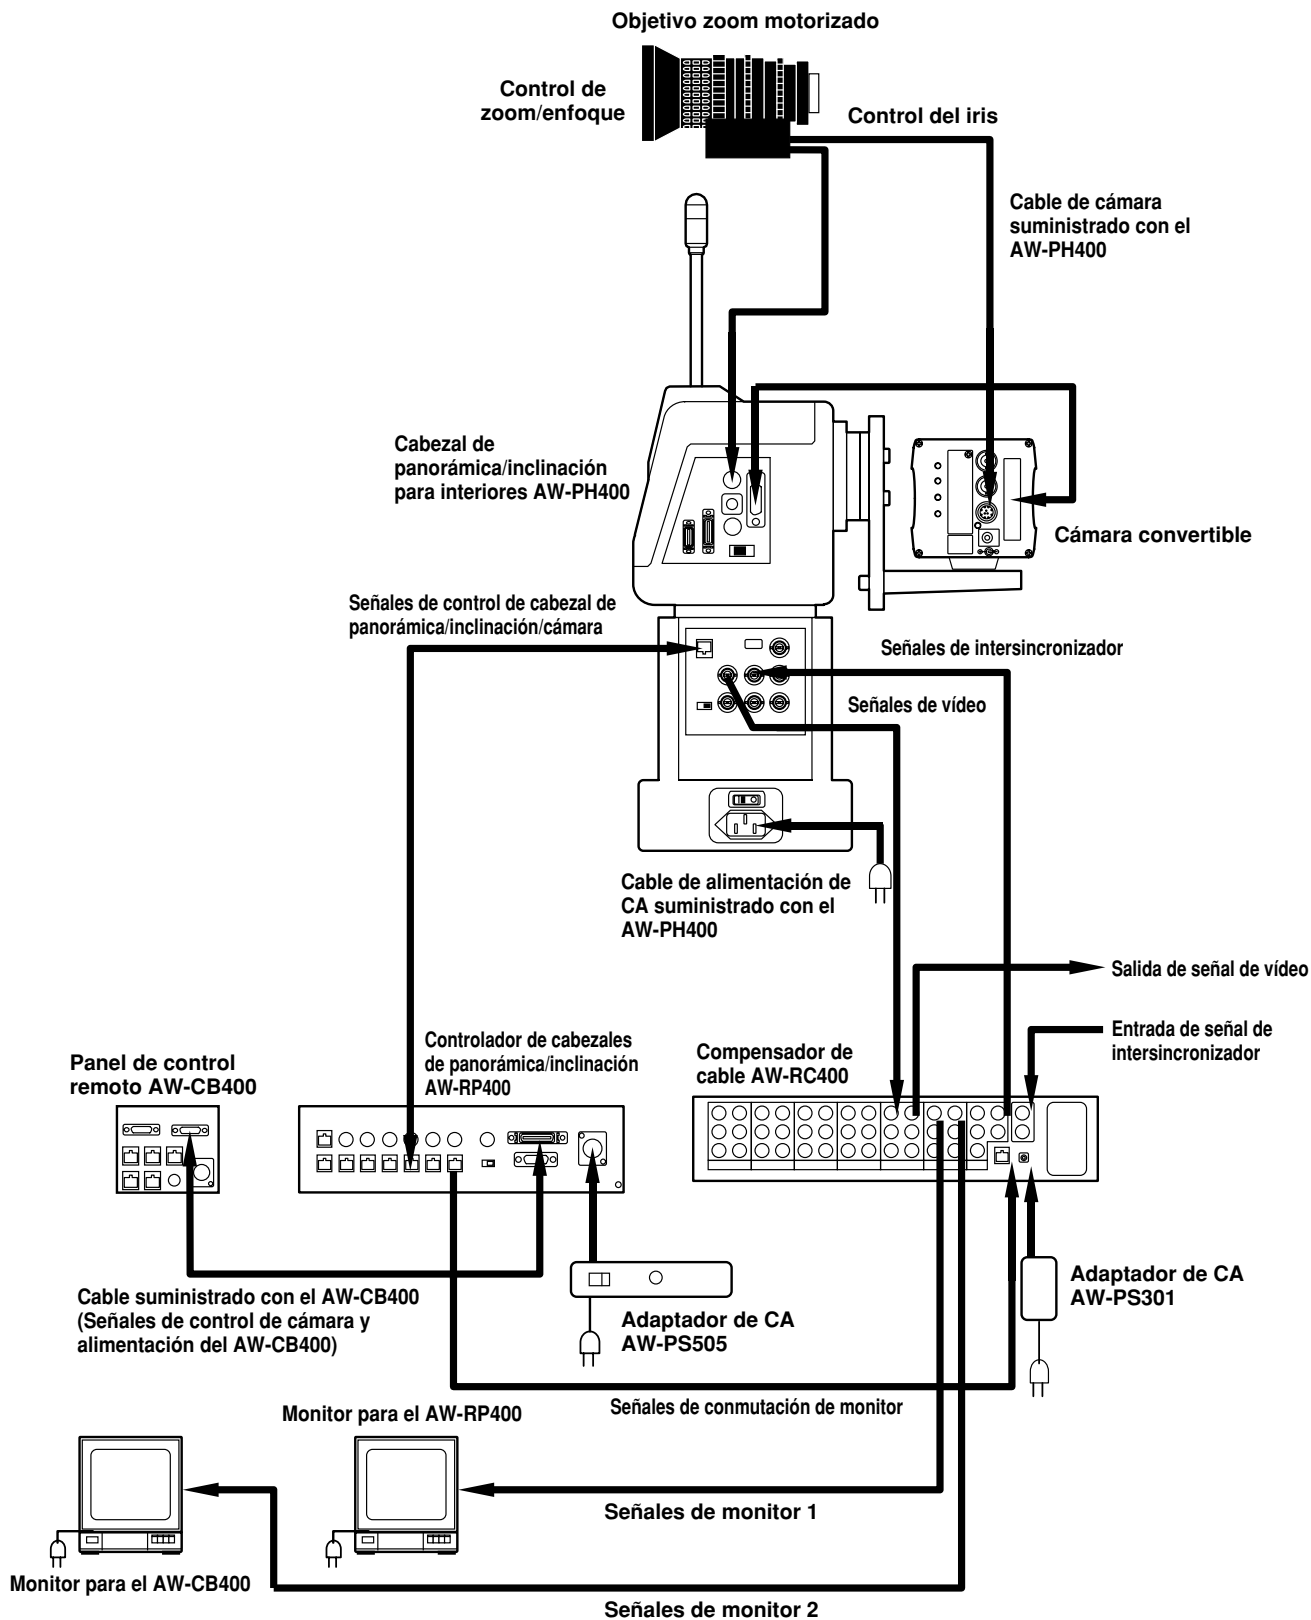 Objetivo zoom motorizado
Control de
zoom/enfoque
Control del iris
Cable de cámara
suministrado con el
AW-PH400
Cabezal de
panorámica/inclinación
para interiores AW-PH400
Cámara convertible
Señales de control de cabezal de
panorámica/inclinación/cámara
Señales de intersincronizador
Señales de vídeo
Cable de alimentación de
CA suministrado con el
AW-PH400
Salida de señal de vídeo
Entrada de señal de
intersincronizador
Panel de control
remoto AW-CB400
Controlador de cabezales
de panorámica/inclinación
AW-RP400
Compensador de
cable AW-RC400
Cable suministrado con el AW-CB400
(Señales de control de cámara y
alimentación del AW-CB400)
Adaptador de CA
AW-PS505
Adaptador de CA
AW-PS301
Señales de conmutación de monitor
Monitor para el AW-RP400
Señales de monitor 1
Monitor para el AW-CB400
Señales de monitor 2